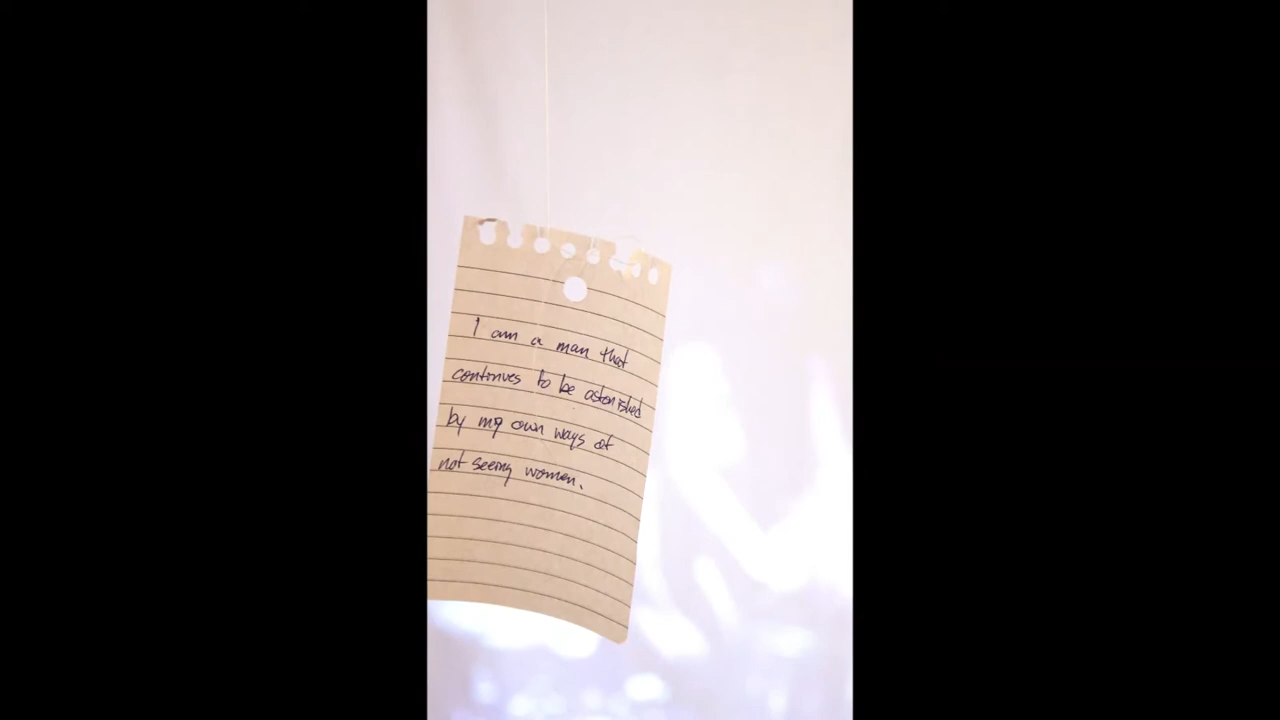 I am a man that
continues to be astonished
by my own ways of
not seeing women.